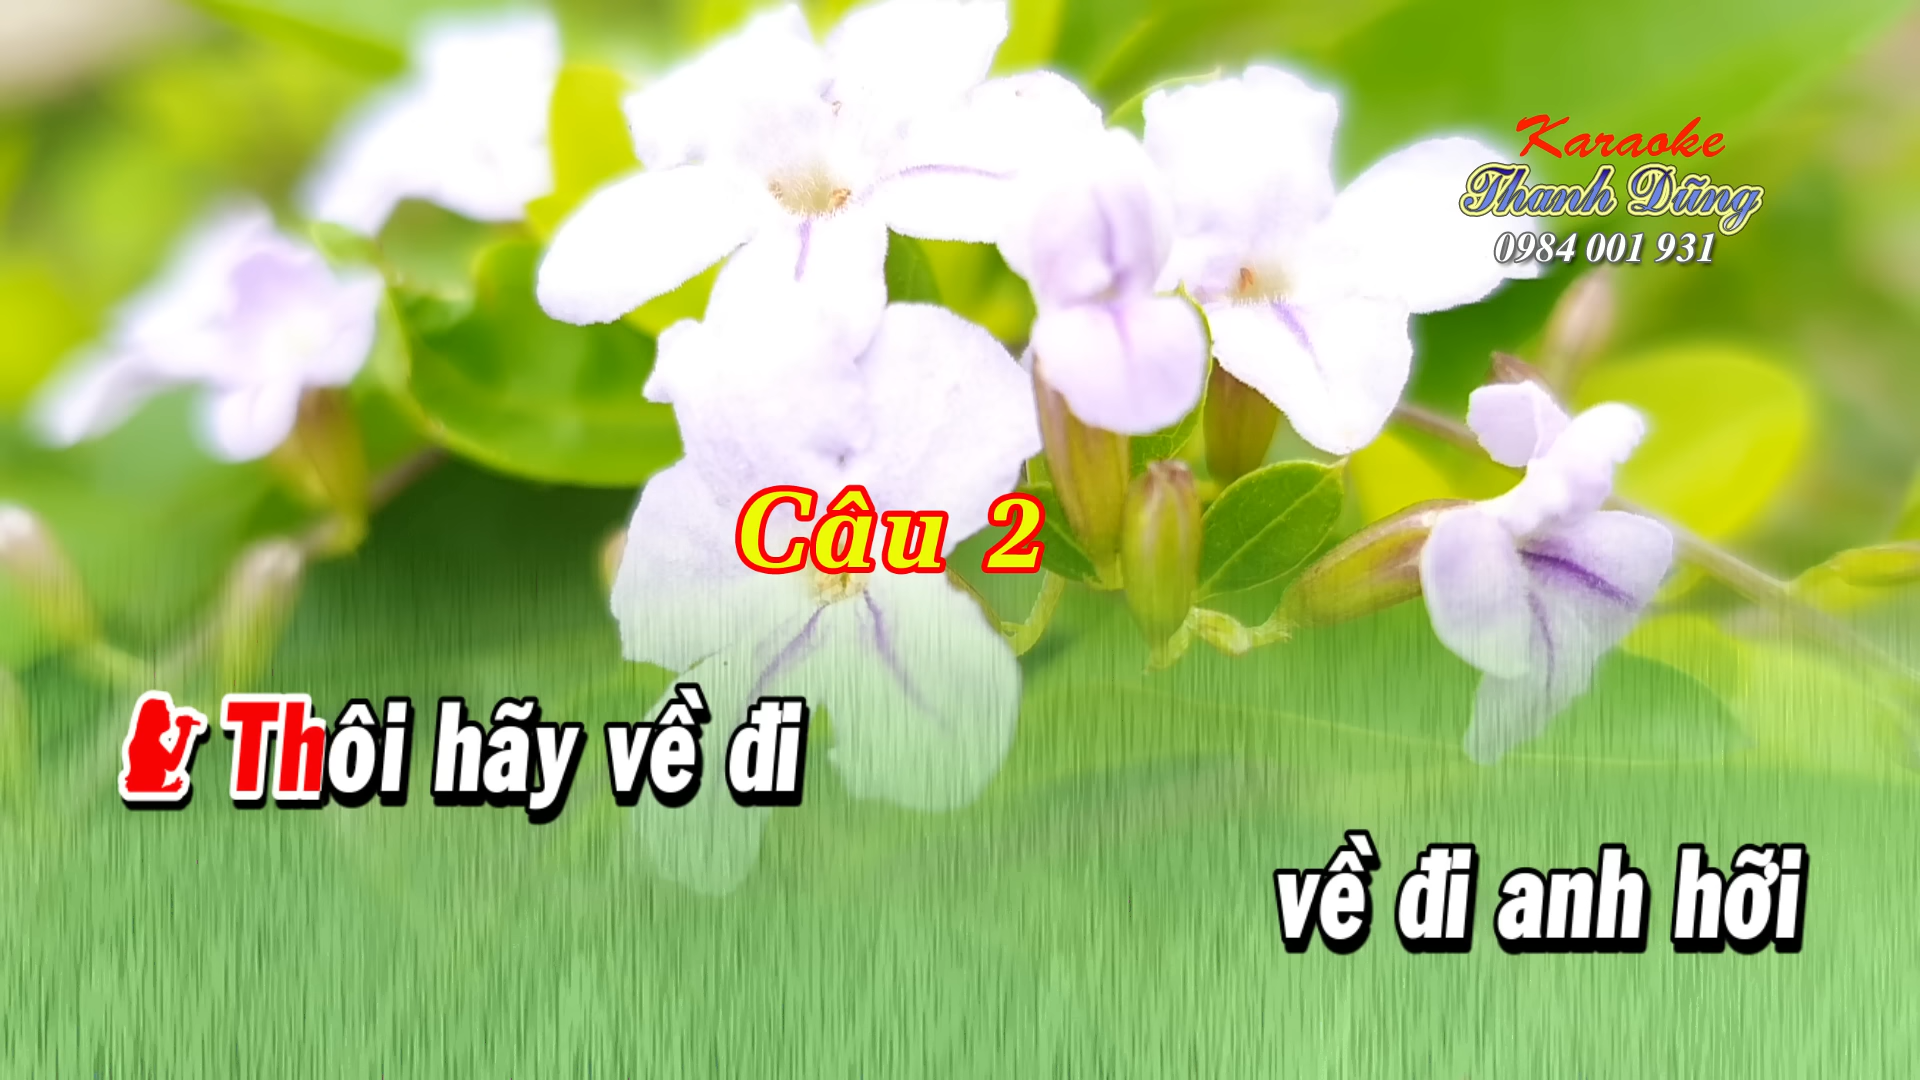 Karaoke
Thanh Dũng
0984 001 931
Câu 2
Thôi hãy về đi
về đi anh hỡi